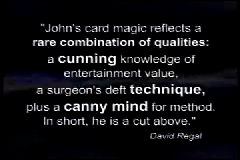 "John's card magic reflects a
rare combination of qualities:
a cunning knowledge of
entertainment value,
a surgeon's deft technique,
plus a canny mind for method.
In short, he is a cut above."
David Regal